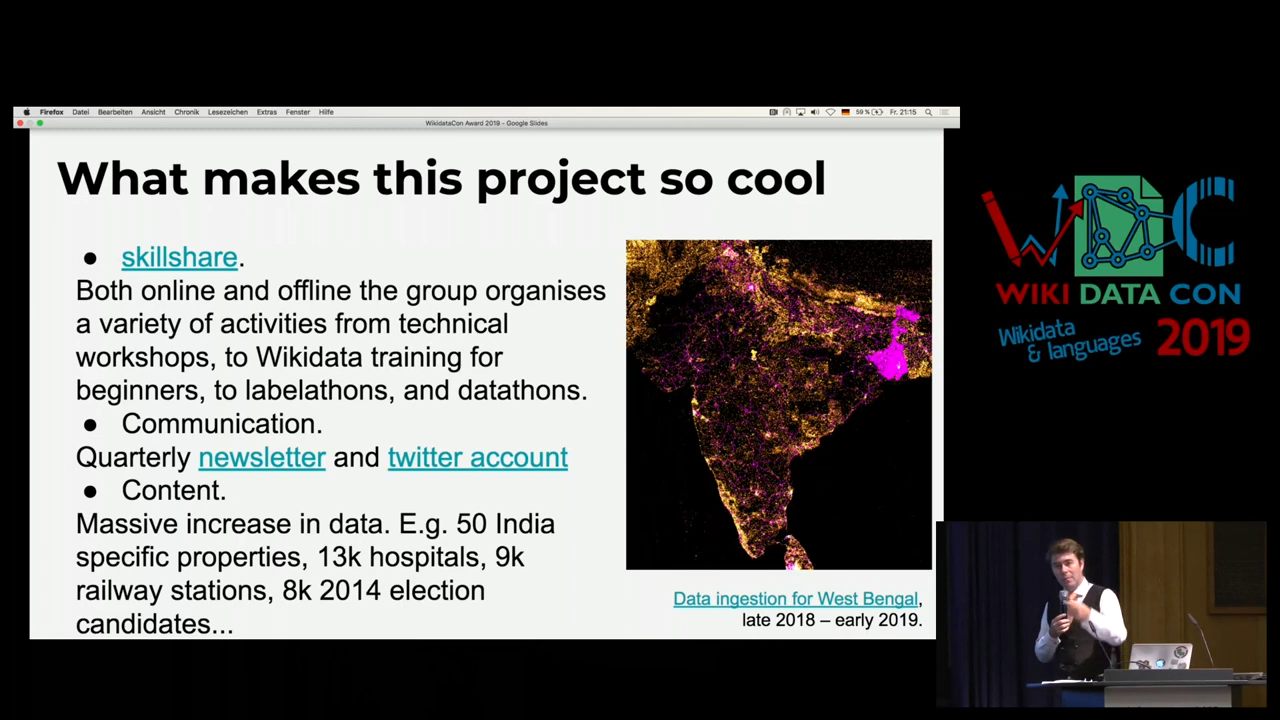 Firefox Datei Bearbeiten Ansicht Chronik Lesezeichen Extras Fenster Hilfe
59 % Fr. 21:15
WikidataCon Award 2019 - Google Slides
What makes this project so cool
● skillshare.
Both online and offline the group organises
a variety of activities from technical
workshops, to Wikidata training for
beginners, to labelathons, and datathons.
● Communication.
Quarterly newsletter and twitter account
● Content.
Massive increase in data. E.g. 50 India
specific properties, 13k hospitals, 9k
railway stations, 8k 2014 election
candidates...
Data ingestion for West Bengal,
late 2018 – early 2019.
WDC
WIKI DATA CON
Wikidata
& languages
2019